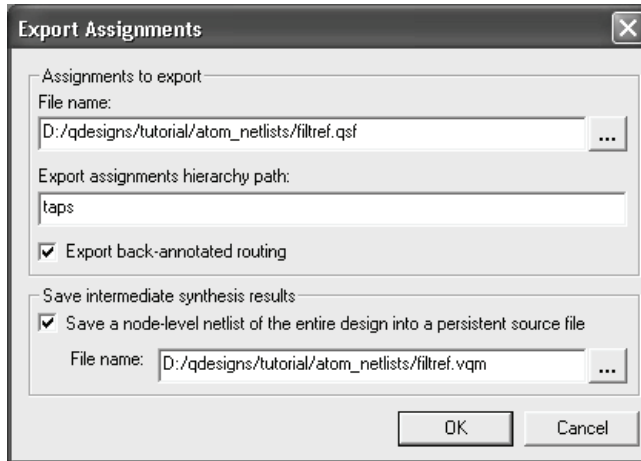 Export Assignments
Assignments to export
File name:
D:/qdesigns/tutorial/atom_netlists/filtref.qsf
...
Export assignments hierarchy path:
taps
Export back-annotated routing
Save intermediate synthesis results
Save a node-level netlist of the entire design into a persistent source file
File name: D:/qdesigns/tutorial/atom_netlists/filtref.vqm ...
OK Cancel